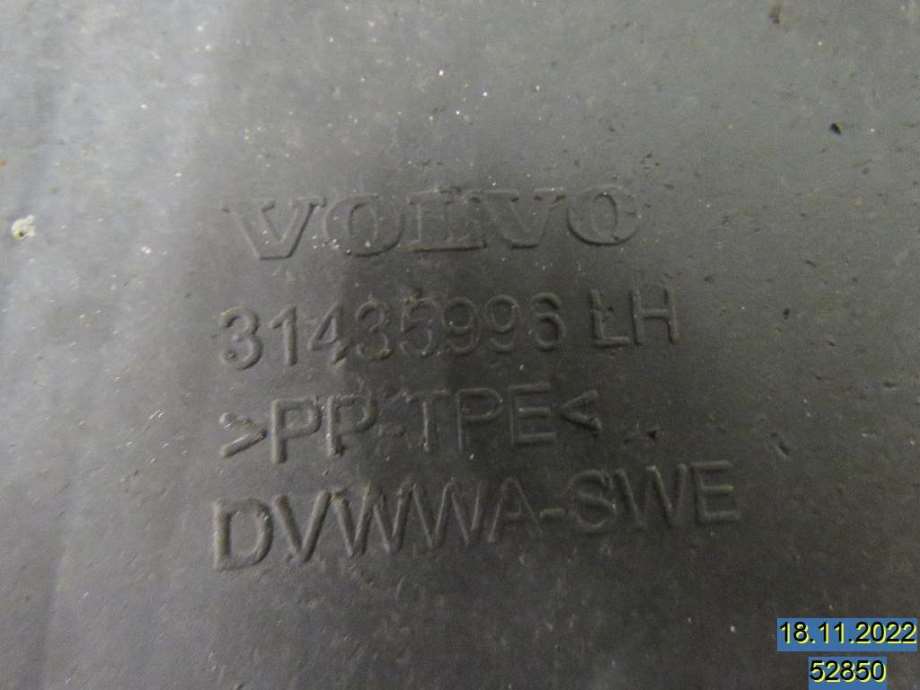 VOLVO
31435996 LH
>PP-TPE<
DVWWA-SWE
18.11.2022
52850